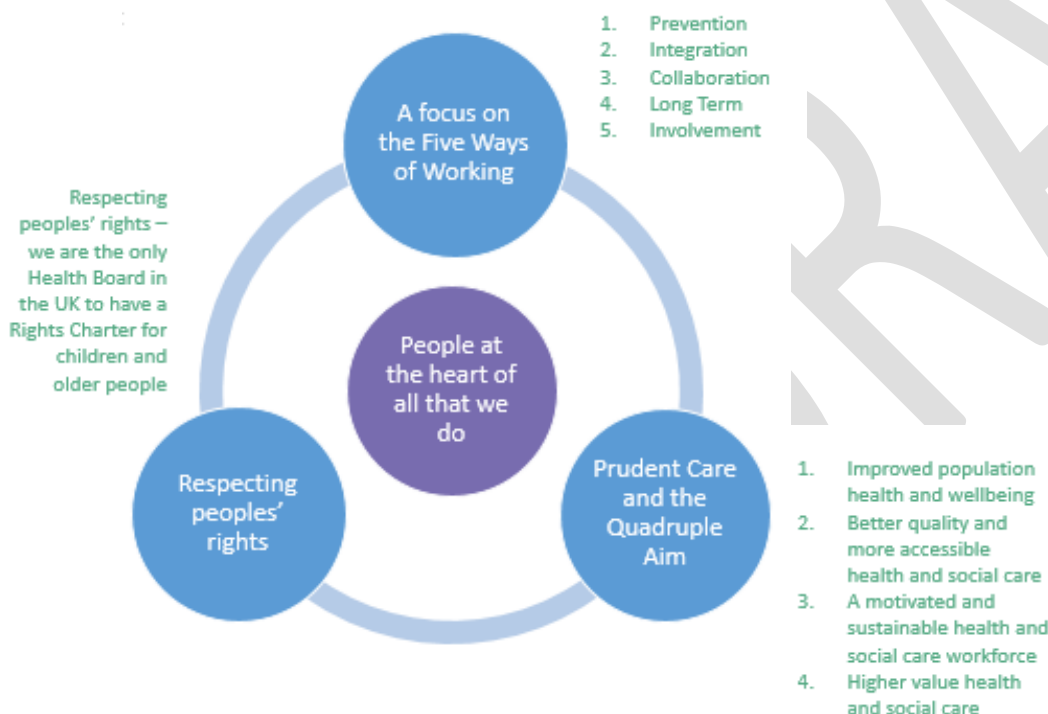 1. Prevention
2. Integration
3. Collaboration
4. Long Term
5. Involvement
A focus on
the Five Ways
of Working
Respecting
peoples' rights –
we are the only
Health Board in
the UK to have a
Rights Charter for
children and
older people
People at
the heart of
all that we
do
Respecting
peoples'
rights
Prudent Care
and the
Quadruple
Aim
1. Improved population
health and wellbeing
2. Better quality and
more accessible
health and social care
3. A motivated and
sustainable health and
social care workforce
4. Higher value health
and social care